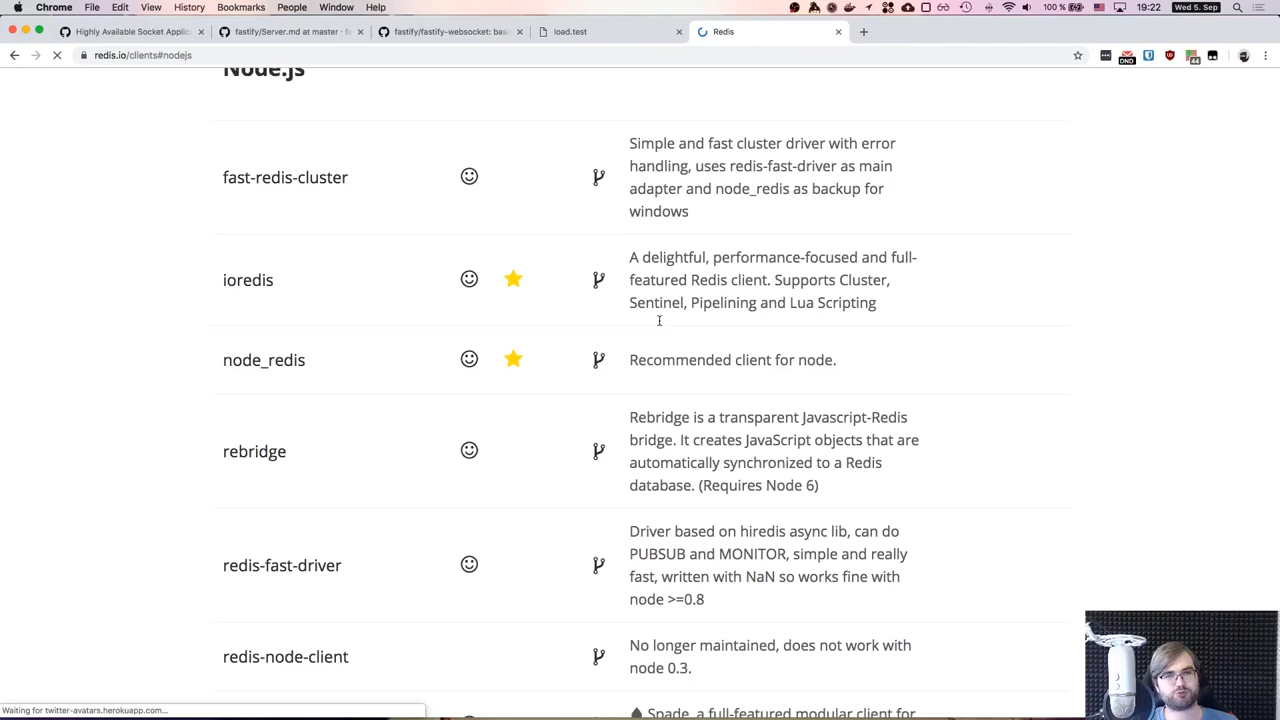 Chrome File Edit View History Bookmarks People Window Help 100 % Wed 5. Sep 19:22
Highly Available Socket Applic
fastify/Server.md at master · fa
fastify/fastify-websocket: bas
load.test
Redis
redis.io/clients#nodejs
DND
44
Node.js
fast-redis-cluster
Simple and fast cluster driver with error
handling, uses redis-fast-driver as main
adapter and node_redis as backup for
windows
ioredis
A delightful, performance-focused and full-
featured Redis client. Supports Cluster,
Sentinel, Pipelining and Lua Scripting
node_redis
Recommended client for node.
rebridge
Rebridge is a transparent Javascript-Redis
bridge. It creates JavaScript objects that are
automatically synchronized to a Redis
database. (Requires Node 6)
redis-fast-driver
Driver based on hiredis async lib, can do
PUBSUB and MONITOR, simple and really
fast, written with NaN so works fine with
node >=0.8
redis-node-client
No longer maintained, does not work with
node 0.3.
Spade, a full-featured modular client for
Waiting for twitter-avatars.herokuapp.com...